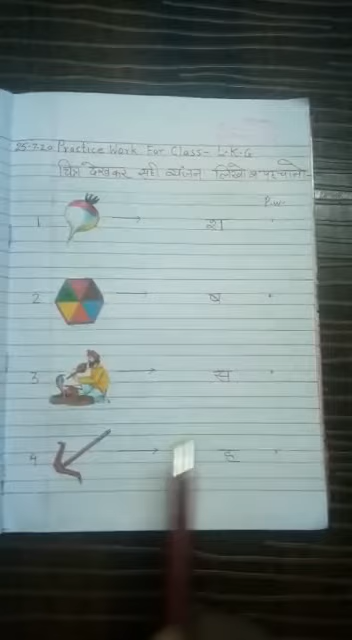 25.7.20 Practice Work For Class- L.K.G
चित्र देखकर सही व्यंजन लिखो व पहचानो-
P.W.
1 श
2 ष
3 स
4 ह